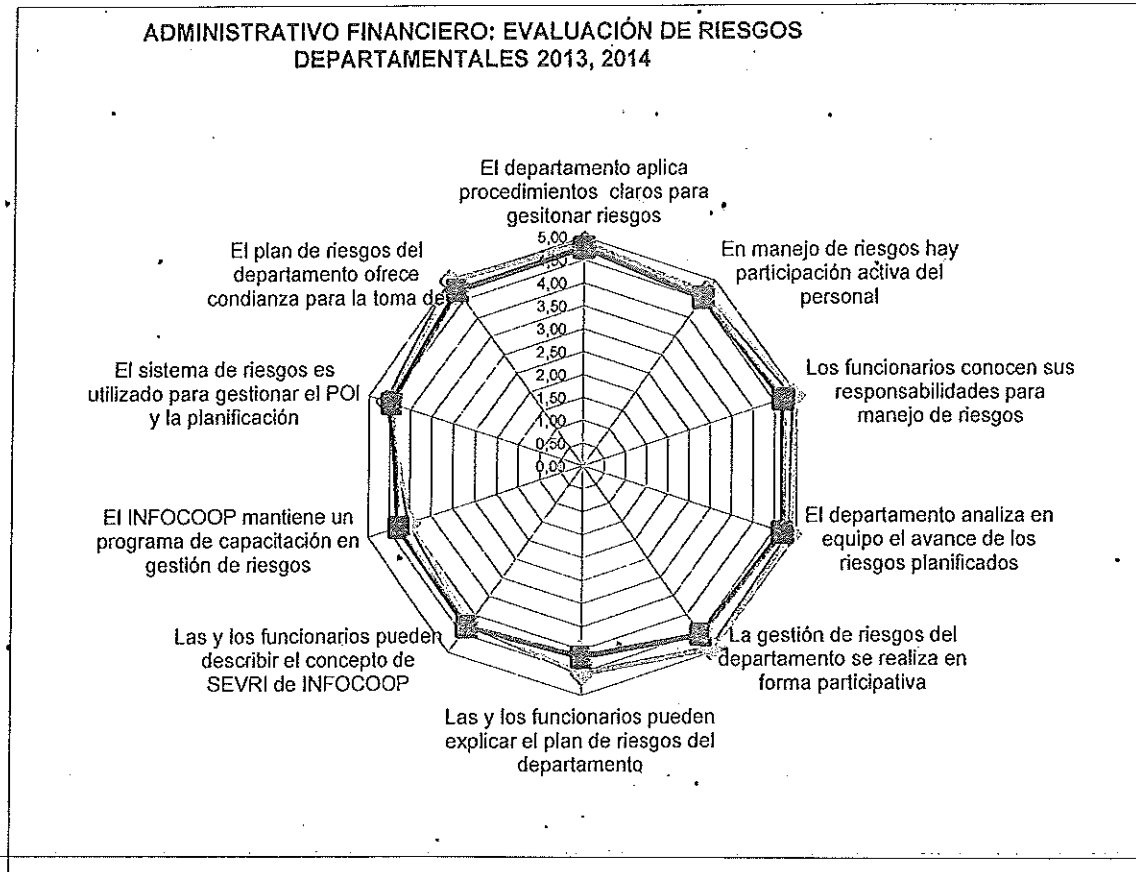 ADMINISTRATIVO FINANCIERO: EVALUACIÓN DE RIESGOS
DEPARTAMENTALES 2013, 2014
El departamento aplica
procedimientos claros para
gesitonar riesgos
En manejo de riesgos hay
participación activa del
personal
Los funcionarios conocen sus
responsabilidades para
manejo de riesgos
El departamento analiza en
equipo el avance de los
riesgos planificados
La gestión de riesgos del
departamento se realiza en
forma participativa
Las y los funcionarios pueden
explicar el plan de riesgos del
departamento
Las y los funcionarios pueden
describir el concepto de
SEVRI de INFOCOOP
El INFOCOOP mantiene un
programa de capacitación en
gestión de riesgos
El sistema de riesgos es
utilizado para gestionar el POI
y la planificación
El plan de riesgos del
departamento ofrece
condianza para la toma de
5,00
4,50
4,00
3,50
3,00
2,50
2,00
1,50
1,00
0,50
0,00